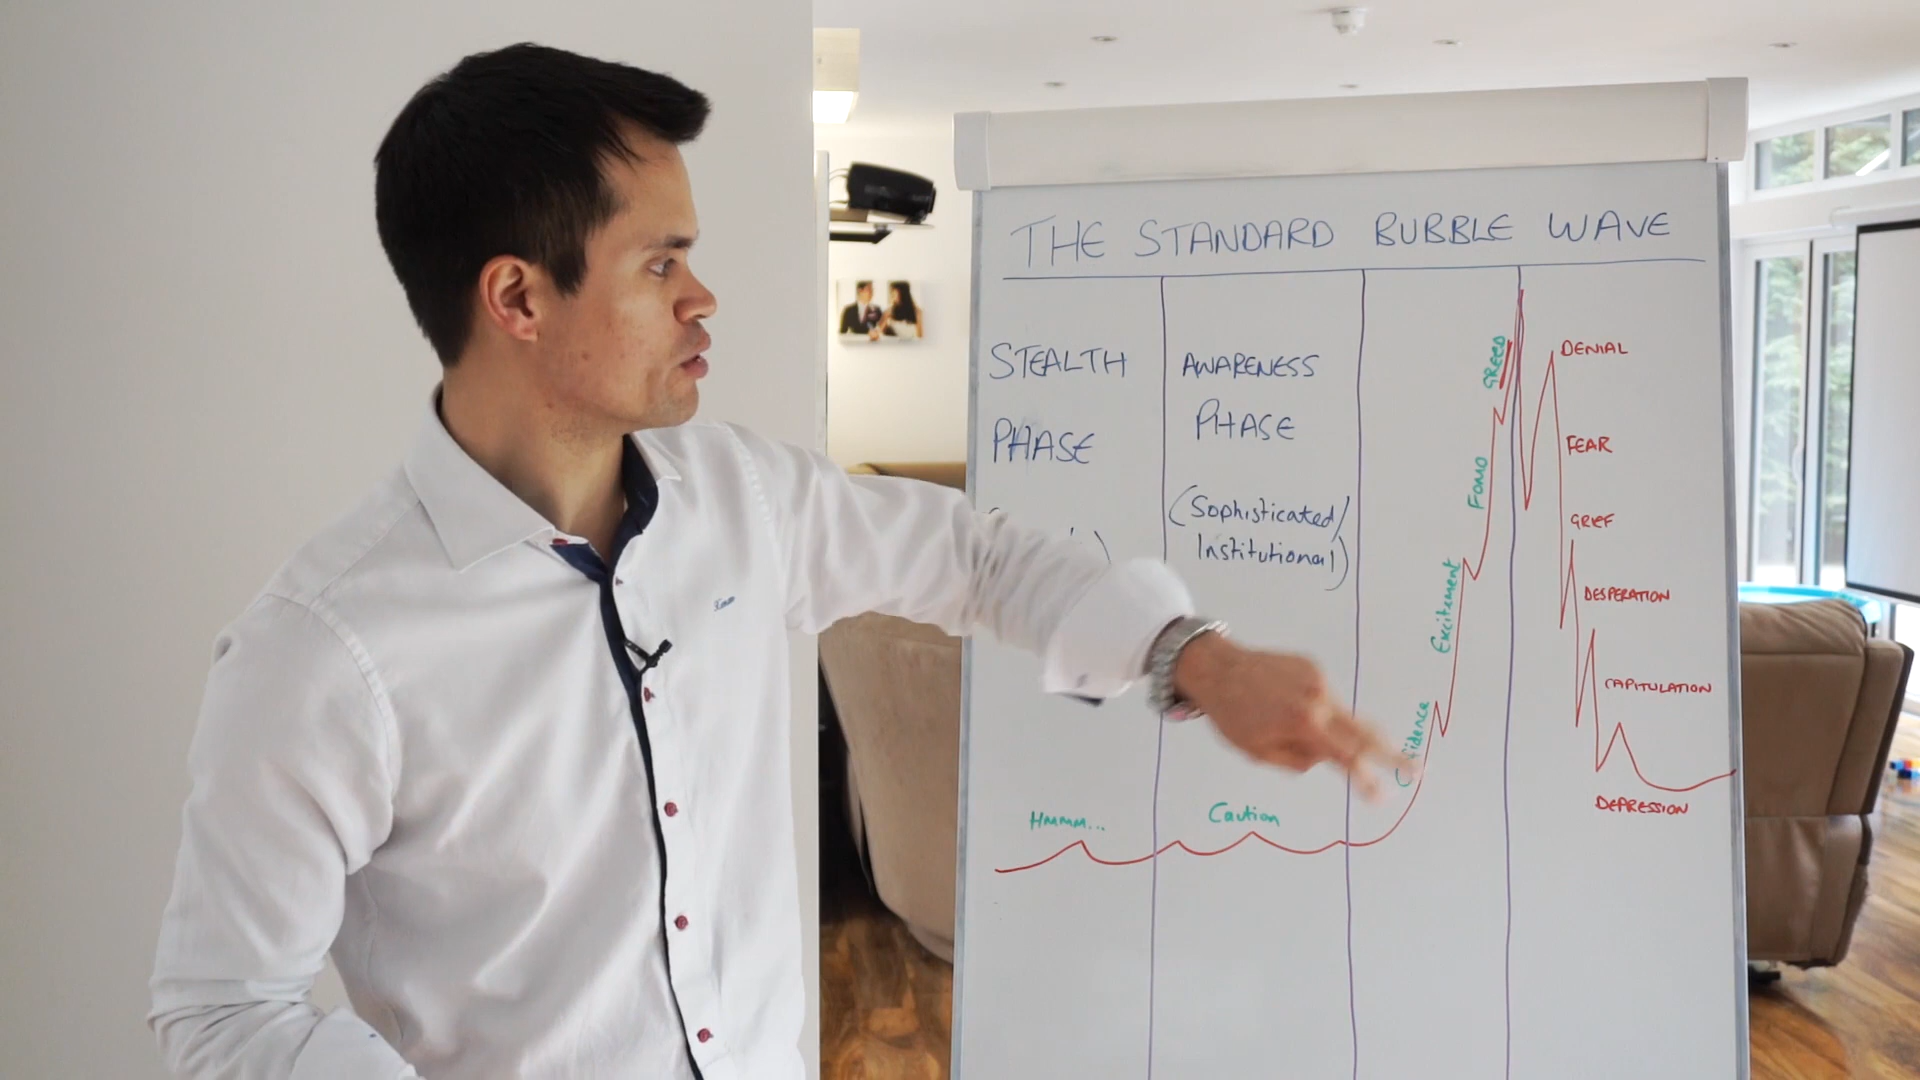 THE STANDARD BUBBLE WAVE
STEALTH
PHASE
AWARENESS
PHASE
(Sophisticated/
Institutional)
Hmmm...
Caution
Excitement
FOMO
GREED
DENIAL
FEAR
GRIEF
DESPERATION
CAPITULATION
DEPRESSION